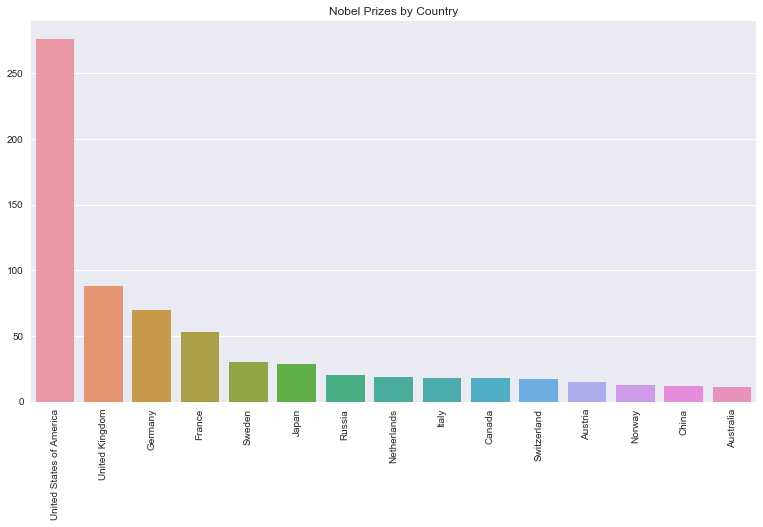 Nobel Prizes by Country
250
200
150
100
50
0
United States of America
United Kingdom
Germany
France
Sweden
Japan
Russia
Netherlands
Italy
Canada
Switzerland
Austria
Norway
China
Australia